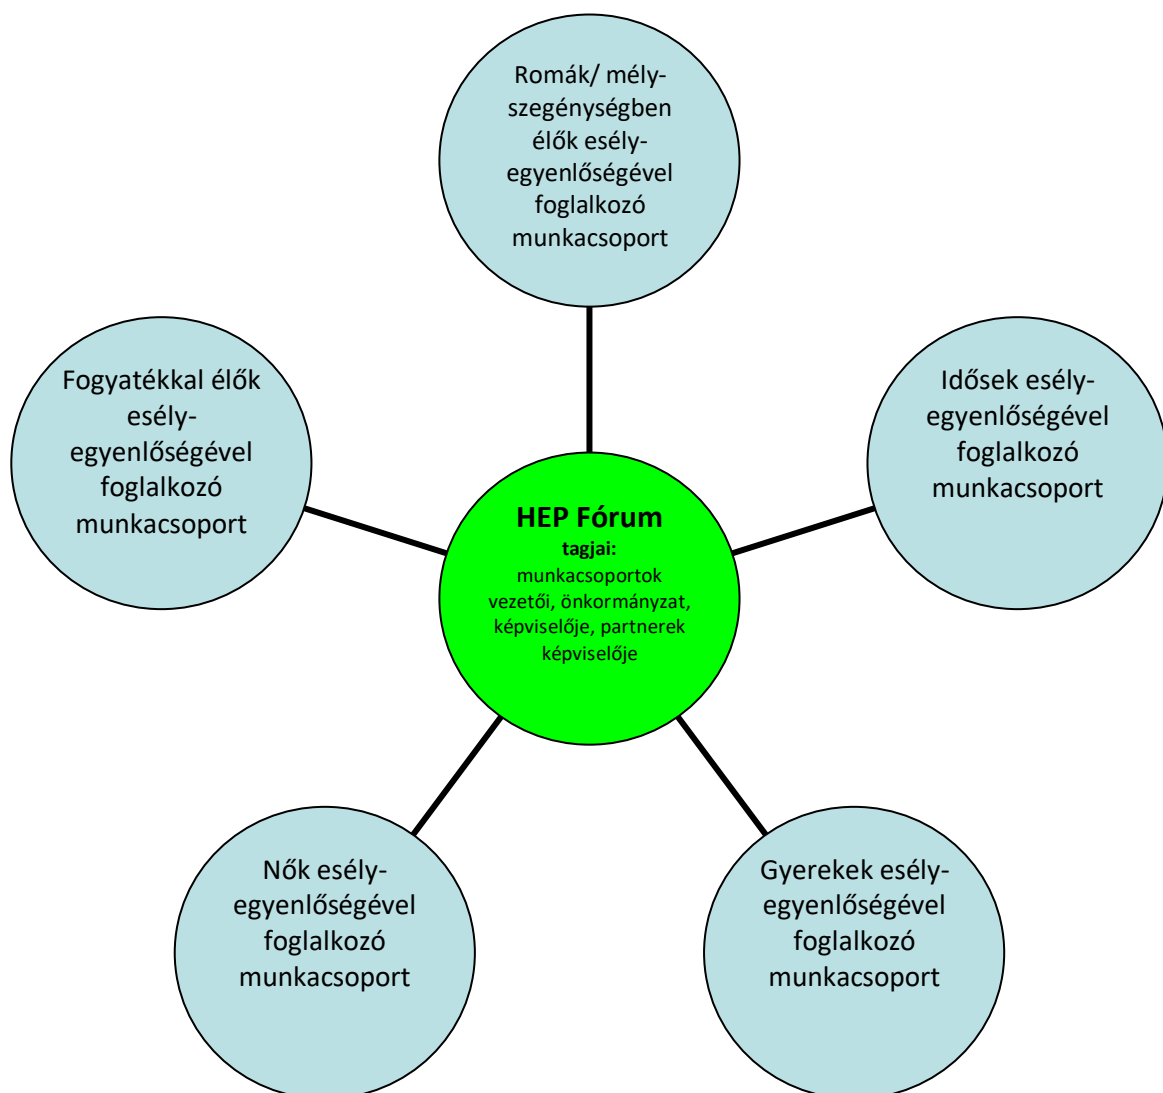 Romák/ mély-
szegénységben
élők esély-
egyenlőségével
foglalkozó
munkacsoport
Fogyatékkal élők
esély-
egyenlőségével
foglalkozó
munkacsoport
Idősek esély-
egyenlőségével
foglalkozó
munkacsoport
HEP Fórum
tagjai:
munkacsoportok
vezetői, önkormányzat,
képviselője, partnerek
képviselője
Nők esély-
egyenlőségével
foglalkozó
munkacsoport
Gyerekek esély-
egyenlőségével
foglalkozó
munkacsoport